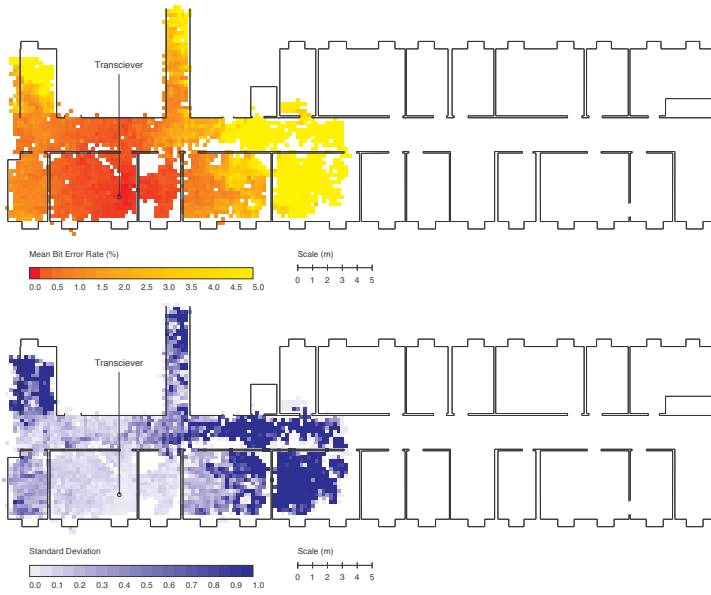 Transciever
Mean Bit Error Rate (%)
0.0 0.5 1.0 1.5 2.0 2.5 3.0 3.5 4.0 4.5 5.0
Scale (m)
0 1 2 3 4 5
Transciever
Standard Deviation
0.0 0.1 0.2 0.3 0.4 0.5 0.6 0.7 0.8 0.9 1.0
Scale (m)
0 1 2 3 4 5